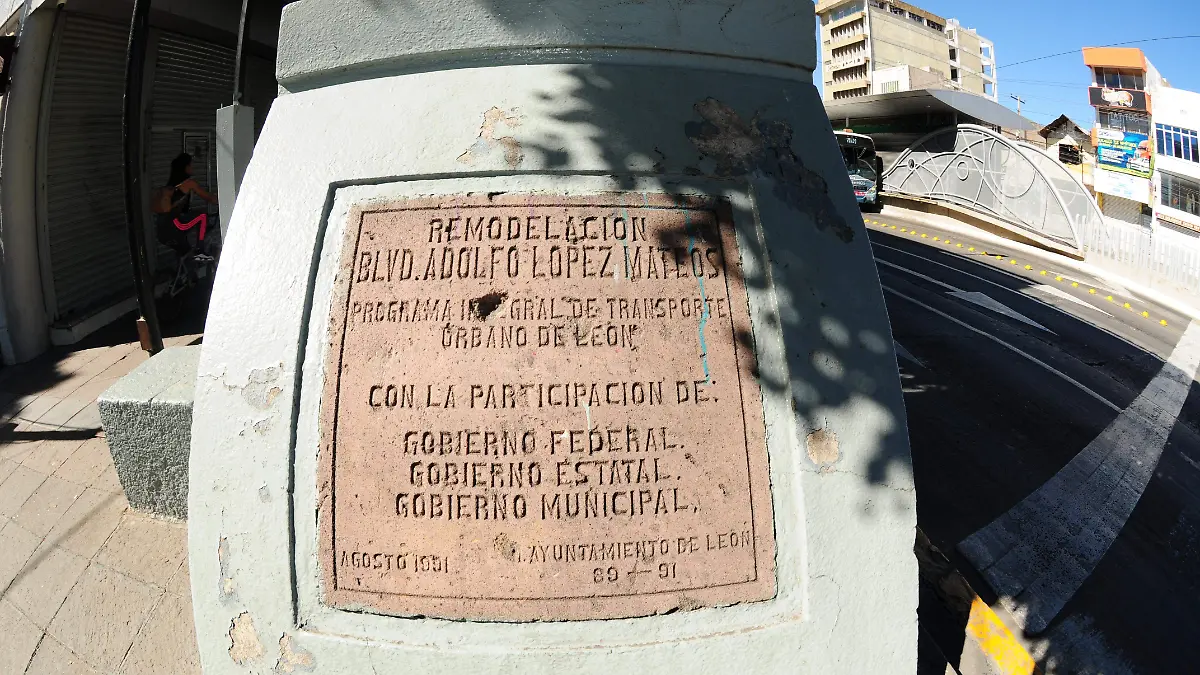 REMODELACION
BLVD. ADOLFO LOPEZ MATEOS
PROGRAMA DE TRANSPORTE
URBANO DE LEON
CON LA PARTICIPACION DE:
GOBIERNO FEDERAL.
GOBIERNO ESTATAL.
GOBIERNO MUNICIPAL.
AGOSTO 1991
AYUNTAMIENTO DE LEON
89 — 91